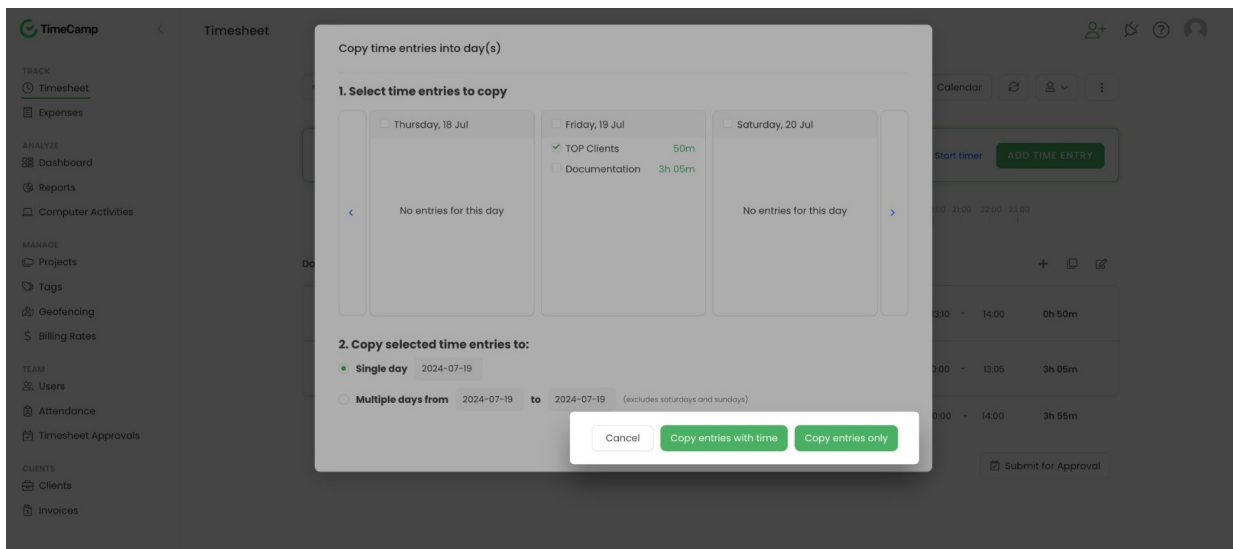 TimeCamp
Timesheet
TRACK
Timesheet
Expenses
ANALYZE
Dashboard
Reports
Computer Activities
MANAGE
Projects
Tags
Geofencing
Billing Rates
TEAM
Users
Attendance
Timesheet Approvals
CLIENTS
Clients
Invoices
Copy time entries into day(s)
1. Select time entries to copy
Thursday, 18 Jul
No entries for this day
Friday, 19 Jul
TOP Clients 50m
Documentation 3h 05m
Saturday, 20 Jul
No entries for this day
2. Copy selected time entries to:
Single day 2024-07-19
Multiple days from 2024-07-19 to 2024-07-19 (excludes saturdays and sundays)
Cancel Copy entries with time Copy entries only
Calendar
Start timer ADD TIME ENTRY
21:00 22:00 23:00
- 14:00 0h 50m
- 13:05 3h 05m
- 14:00 3h 55m
Submit for Approval